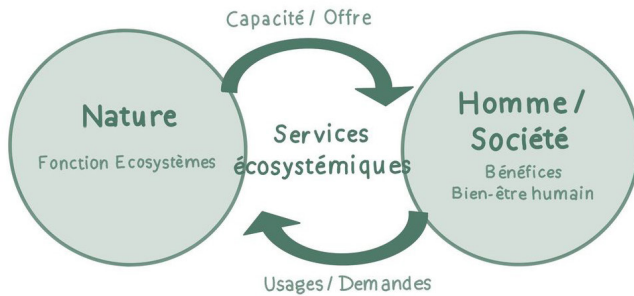 Capacité / Offre
Nature
Fonction Ecosystèmes
Services
écosystémiques
Homme /
Société
Bénéfices
Bien-être humain
Usages / Demandes